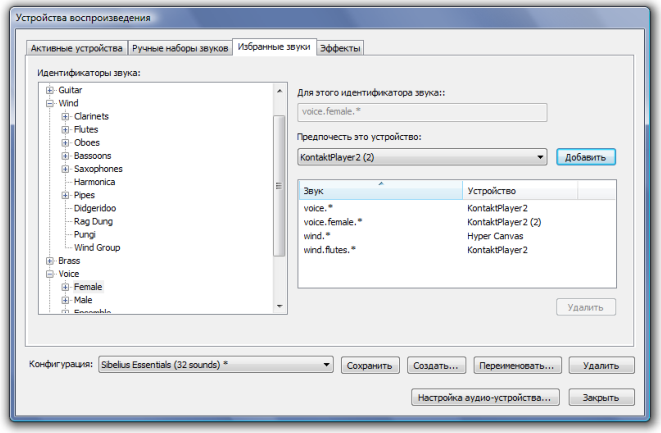 Устройства воспроизведения
Активные устройства Ручные наборы звуков Избранные звуки Эффекты
Идентификаторы звука:
Guitar
Wind
Clarinets
Flutes
Oboes
Bassoons
Saxophones
Harmonica
Pipes
Didgeridoo
Rag Dung
Pungi
Wind Group
Brass
Voice
Female
Male
Ensemble
Для этого идентификатора звука::
voice.female.*
Предпочесть это устройство:
KontaktPlayer2 (2) Добавить
Звук Устройство
voice.* KontaktPlayer2
voice.female.* KontaktPlayer2 (2)
wind.* Hyper Canvas
wind.flutes.* KontaktPlayer2
Удалить
Конфигурация: Sibelius Essentials (32 sounds) * Сохранить Создать... Переименовать... Удалить
Настройка аудио-устройства... Закрыть